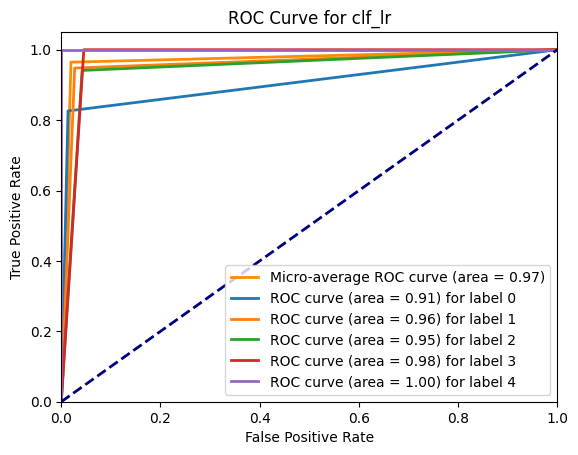 ROC Curve for clf_lr
True Positive Rate
1.0
0.8
0.6
0.4
0.2
0.0
Micro-average ROC curve (area = 0.97)
ROC curve (area = 0.91) for label 0
ROC curve (area = 0.96) for label 1
ROC curve (area = 0.95) for label 2
ROC curve (area = 0.98) for label 3
ROC curve (area = 1.00) for label 4
0.0 0.2 0.4 0.6 0.8 1.0
False Positive Rate